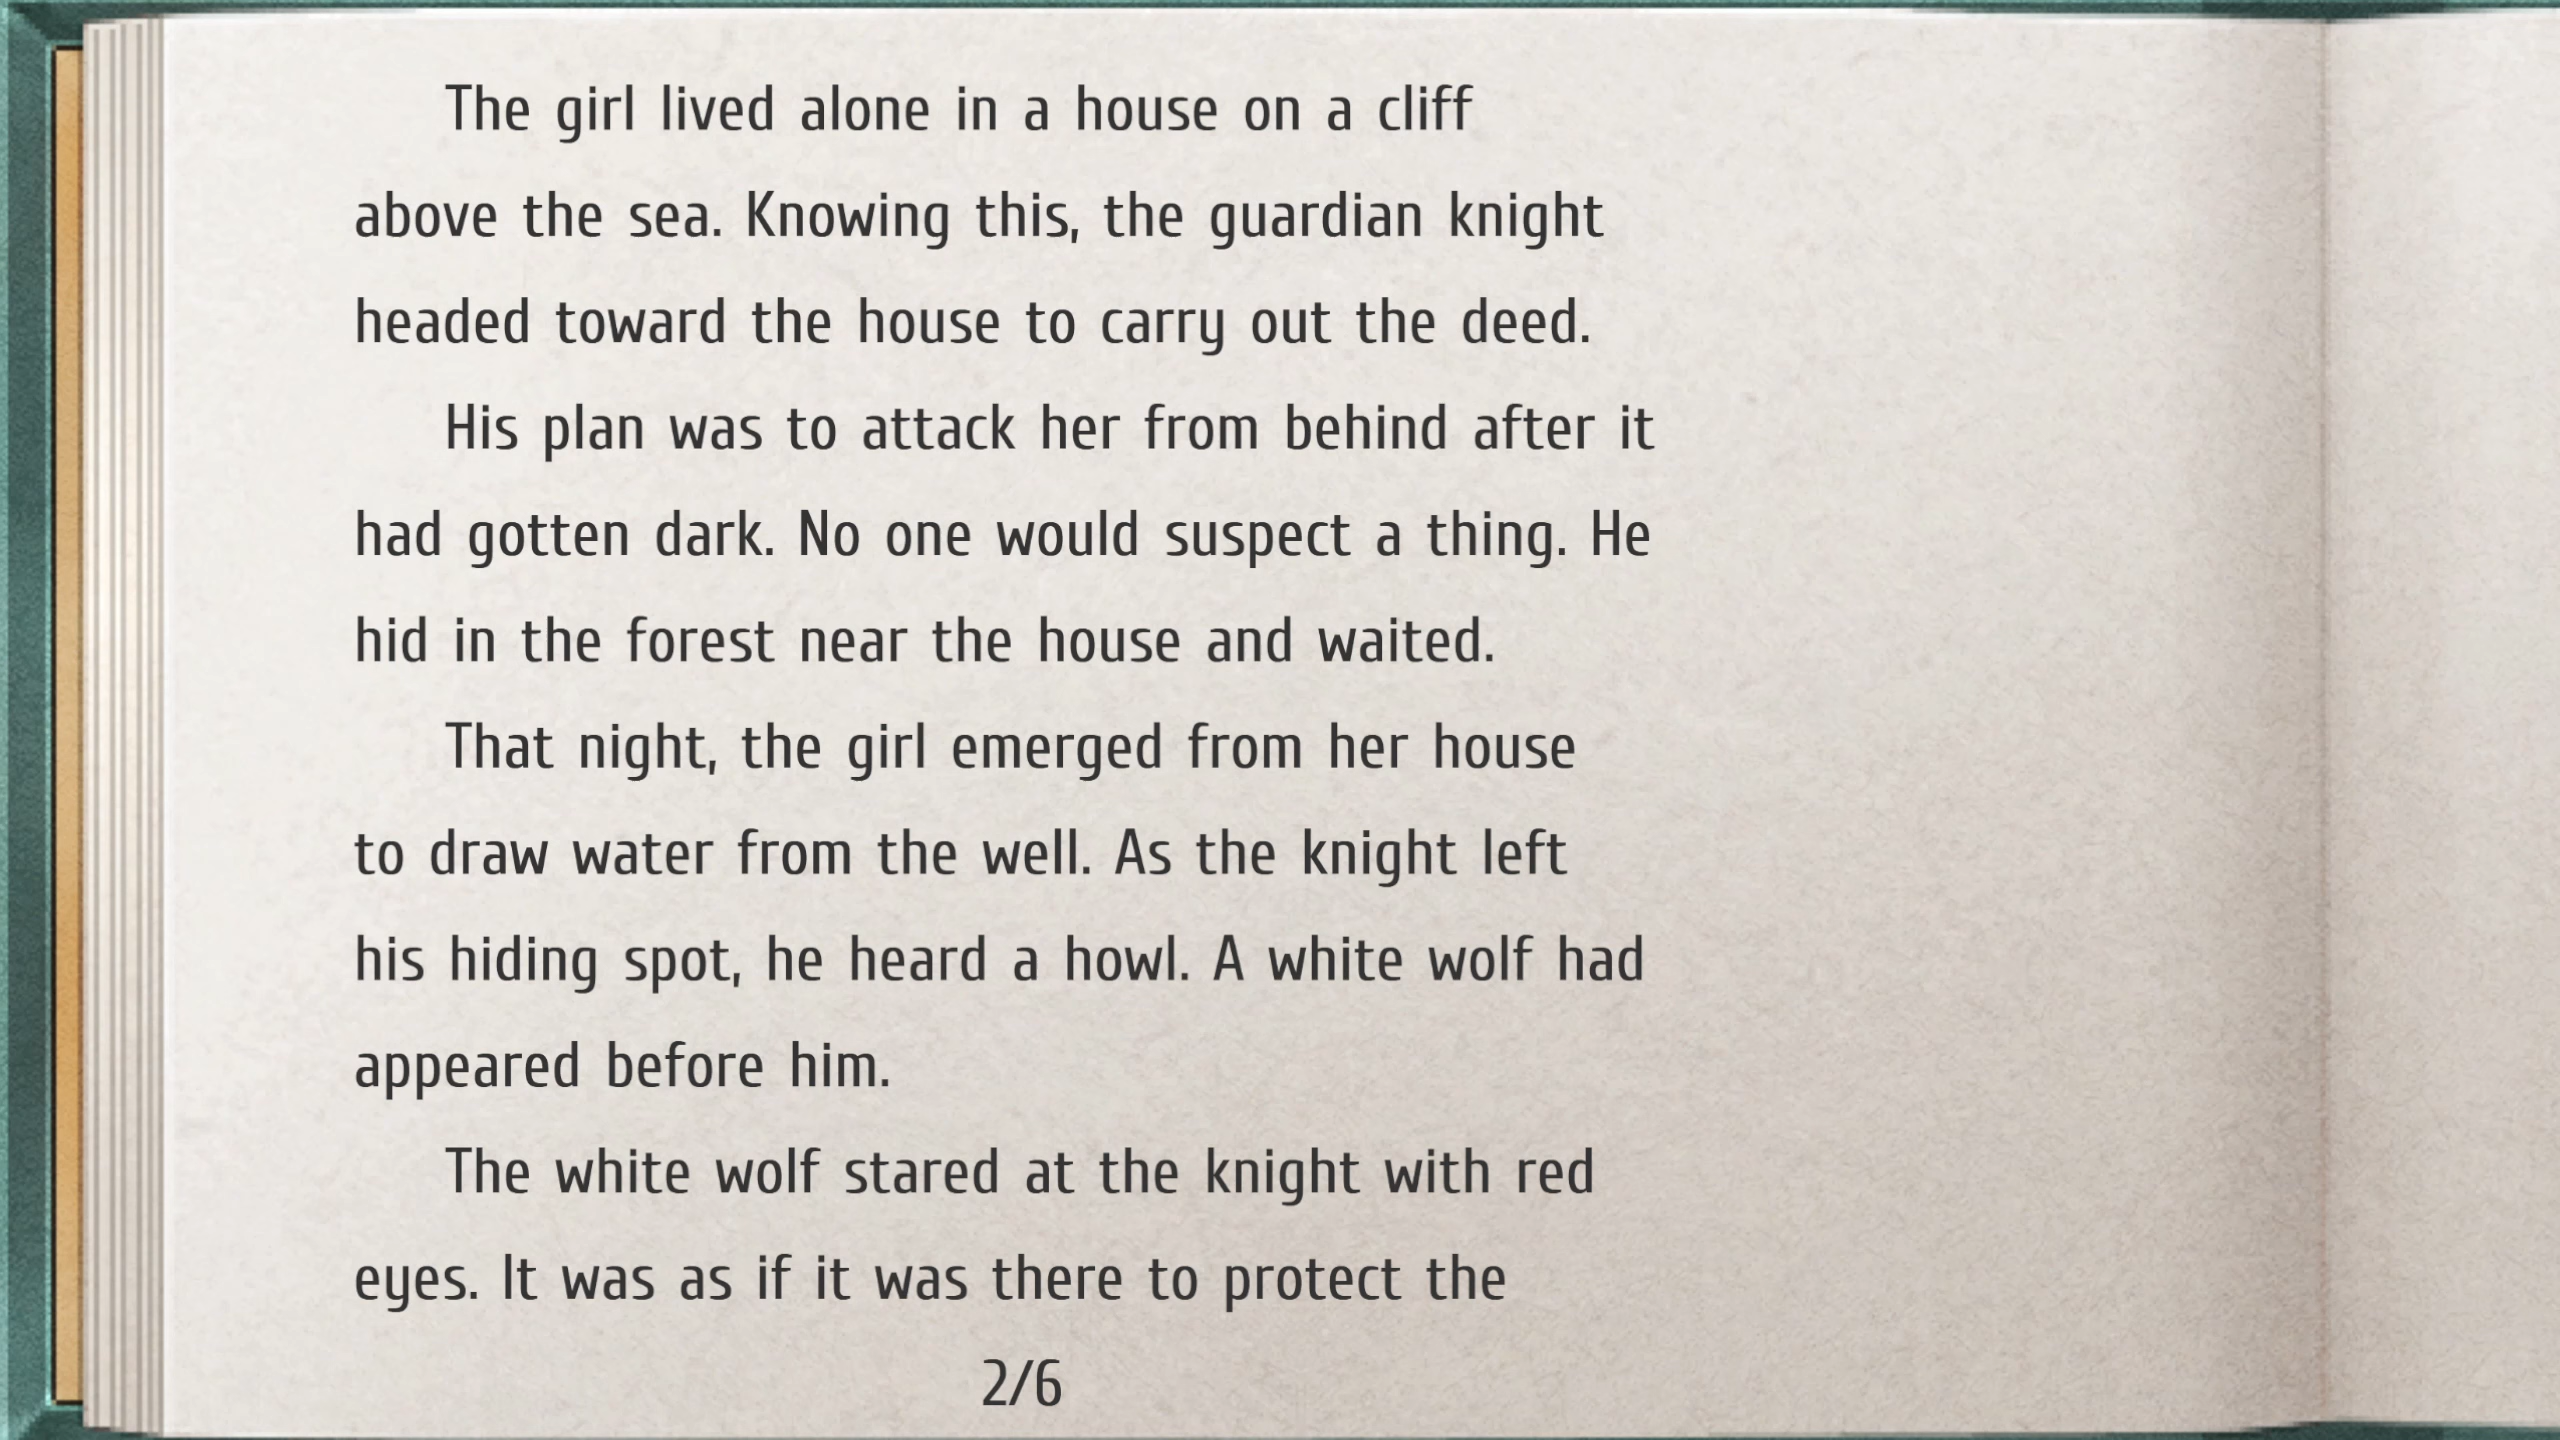 The girl lived alone in a house on a cliff
above the sea. Knowing this, the guardian knight
headed toward the house to carry out the deed.
His plan was to attack her from behind after it
had gotten dark. No one would suspect a thing. He
hid in the forest near the house and waited.
That night, the girl emerged from her house
to draw water from the well. As the knight left
his hiding spot, he heard a howl. A white wolf had
appeared before him.
The white wolf stared at the knight with red
eyes. It was as if it was there to protect the
2/6